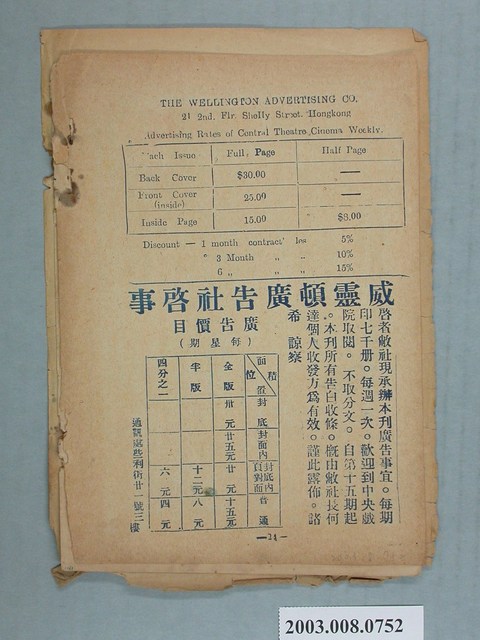 THE WELLINGTON ADVERTISING CO.
21 2nd. Flr. Shelly Street. Hongkong
Advertising Rates of Central Theatre Cinema Weekly.
Each Issue Full Page Half Page
Back Cover $30.00 —
Front Cover (inside) 25.00 —
Inside Page 15.00 $8.00
Discount — 1 month contract less 5%
" 3 Month " " 10%
6 " " " 15%
事啓社告廣頓靈威
目價告廣
(每星期)
啓者敝社現承辦本刊廣告事宜。每期
印七千册。每週一次。歡迎到中央戲
院取閱。不取分文。自第十五期起
。本刊所有告白收條。概由敝社長何
達個人收發方爲有效。謹此露佈。諸
希 諒察
面積 位置 封底 封面內 封底內頁對面 普通
全版 卅元 廿五元 廿元 十五元
半版 十二元 八元
四分之一 六元 四元
通訊處些利街廿一號三樓
—24—
2003.008.0752